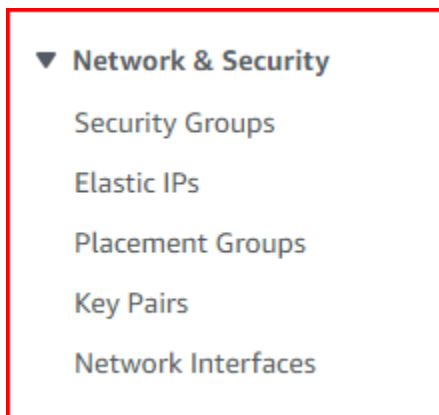 Network & Security
Security Groups
Elastic IPs
Placement Groups
Key Pairs
Network Interfaces